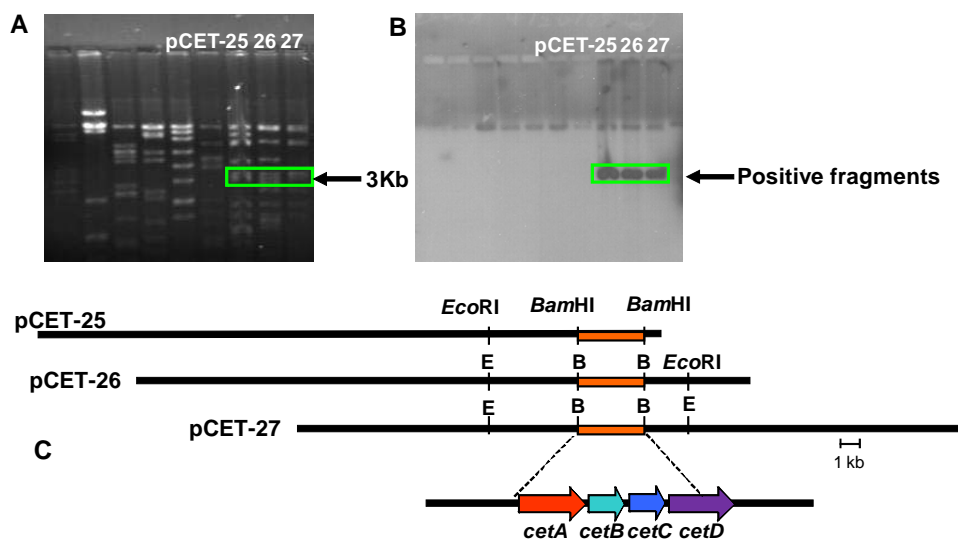 A
pCET-25 26 27
3Kb
B
pCET-25 26 27
Positive fragments
EcoRI BamHI BamHI
pCET-25
E B B EcoRI
pCET-26
E B B E
pCET-27
1 kb
C
cetA cetB cetC cetD